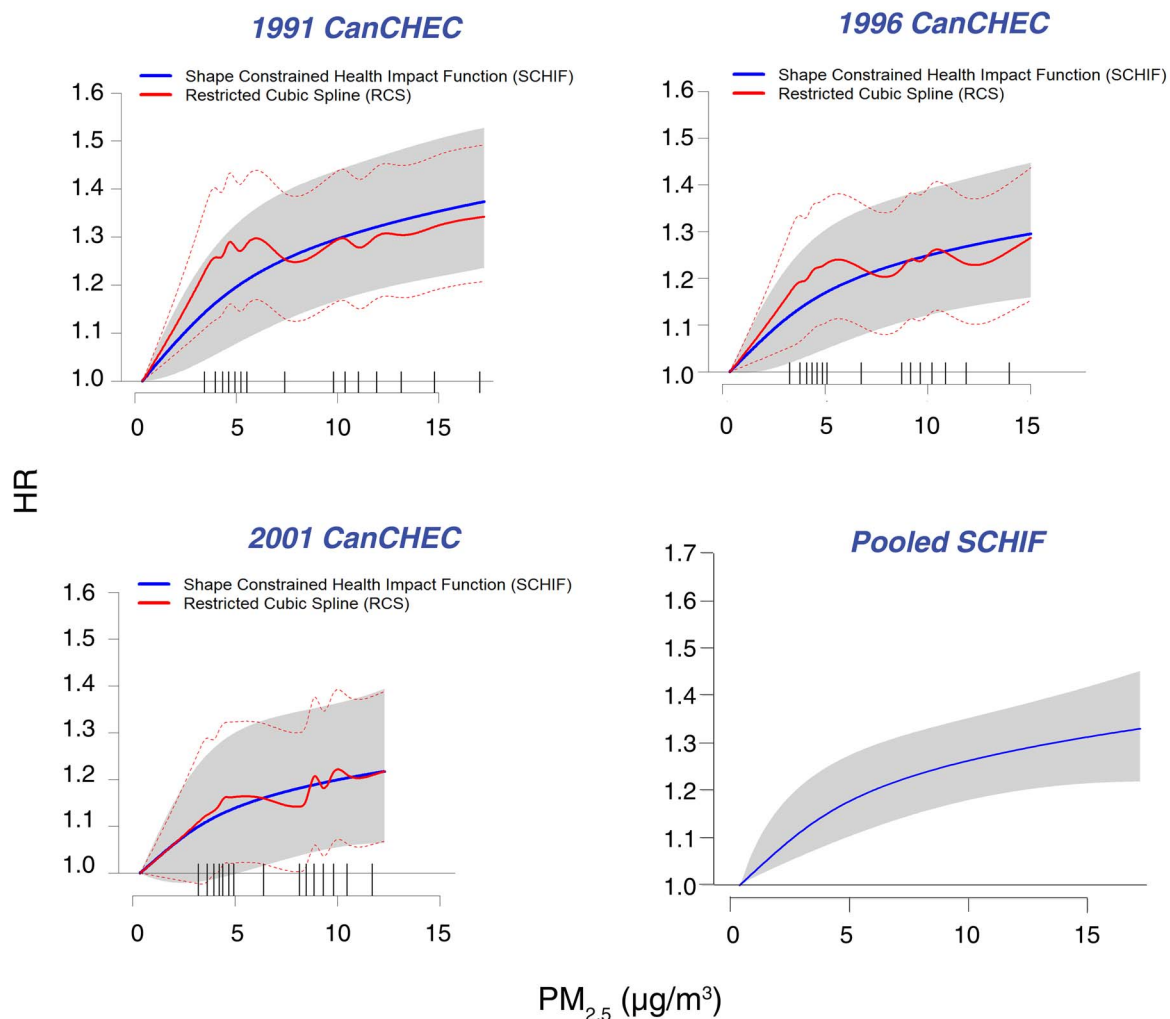 1991 CanCHEC
Shape Constrained Health Impact Function (SCHIF)
Restricted Cubic Spline (RCS)
1.6
1.5
1.4
1.3
1.2
1.1
1.0
0 5 10 15
1996 CanCHEC
Shape Constrained Health Impact Function (SCHIF)
Restricted Cubic Spline (RCS)
1.6
1.5
1.4
1.3
1.2
1.1
1.0
0 5 10 15
HR
2001 CanCHEC
Shape Constrained Health Impact Function (SCHIF)
Restricted Cubic Spline (RCS)
1.6
1.5
1.4
1.3
1.2
1.1
1.0
0 5 10 15
Pooled SCHIF
1.7
1.6
1.5
1.4
1.3
1.2
1.1
1.0
0 5 10 15
PM2.5 (μg/m³)